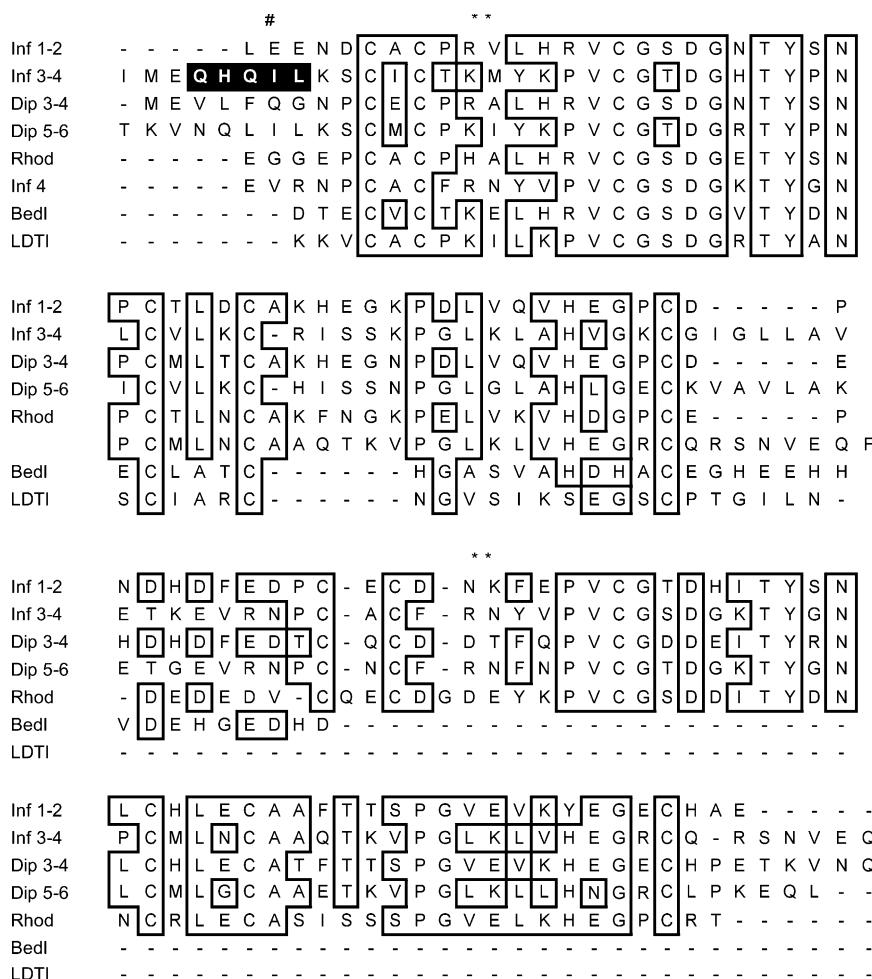 #
* *
Inf 1-2 - - - - - L E E N D C A C P R V L H R V C G S D G N T Y S N
Inf 3-4 I M E Q H Q I L K S C I C T K M Y K P V C G T D G H T Y P N
Dip 3-4 - M E V L F Q G N P C E C P R A L H R V C G S D G N T Y S N
Dip 5-6 T K V N Q L I L K S C M C P K I Y K P V C G T D G R T Y P N
Rhod - - - - - E G G E P C A C P H A L H R V C G S D G E T Y S N
Inf 4 - - - - - E V R N P C A C F R N Y V P V C G S D G K T Y G N
BedI - - - - - - - D T E C V C T K E L H R V C G S D G V T Y D N
LDTI - - - - - - - K K V C A C P K I L K P V C G S D G R T Y A N
Inf 1-2 P C T L D C A K H E G K P D L V Q V H E G P C D - - - - - P
Inf 3-4 L C V L K C - R I S S K P G L K L A H V G K C G I G L L A V
Dip 3-4 P C M L T C A K H E G N P D L V Q V H E G P C D - - - - - E
Dip 5-6 I C V L K C - H I S S N P G L G L A H L G E C K V A V L A K
Rhod P C T L N C A K F N G K P E L V K V H D G P C E - - - - - P
P C M L N C A A Q T K V P G L K L V H E G R C Q R S N V E Q F
BedI E C L A T C - - - - - - H G A S V A H D H A C E G H E E H H
LDTI S C I A R C - - - - - - N G V S I K S E G S C P T G I L N -
* *
Inf 1-2 N D H D F E D P C - E C D - N K F E P V C G T D H I T Y S N
Inf 3-4 E T K E V R N P C - A C F - R N Y V P V C G S D G K T Y G N
Dip 3-4 H D H D F E D T C - Q C D - D T F Q P V C G D D E I T Y R N
Dip 5-6 E T G E V R N P C - N C F - R N F N P V C G T D G K T Y G N
Rhod - D E D E D V - C Q E C D G D E Y K P V C G S D D I T Y D N
BedI V D E H G E D H D - - - - - - - - - - - - - - - - - - - - -
LDTI - - - - - - - - - - - - - - - - - - - - - - - - - - - - - -
Inf 1-2 L C H L E C A A F T T S P G V E V K Y E G E C H A E - - - - -
Inf 3-4 P C M L N C A A Q T K V P G L K L V H E G R C Q - R S N V E Q
Dip 3-4 L C H L E C A T F T T S P G V E V K H E G E C H P E T K V N Q
Dip 5-6 L C M L G C A A E T K V P G L K L L H N G R C L P K E Q L - -
Rhod N C R L E C A S I S S S P G V E L K H E G P C R T - - - - - -
BedI - - - - - - - - - - - - - - - - - - - - - - - - - - - - - - -
LDTI - - - - - - - - - - - - - - - - - - - - - - - - - - - - - - -